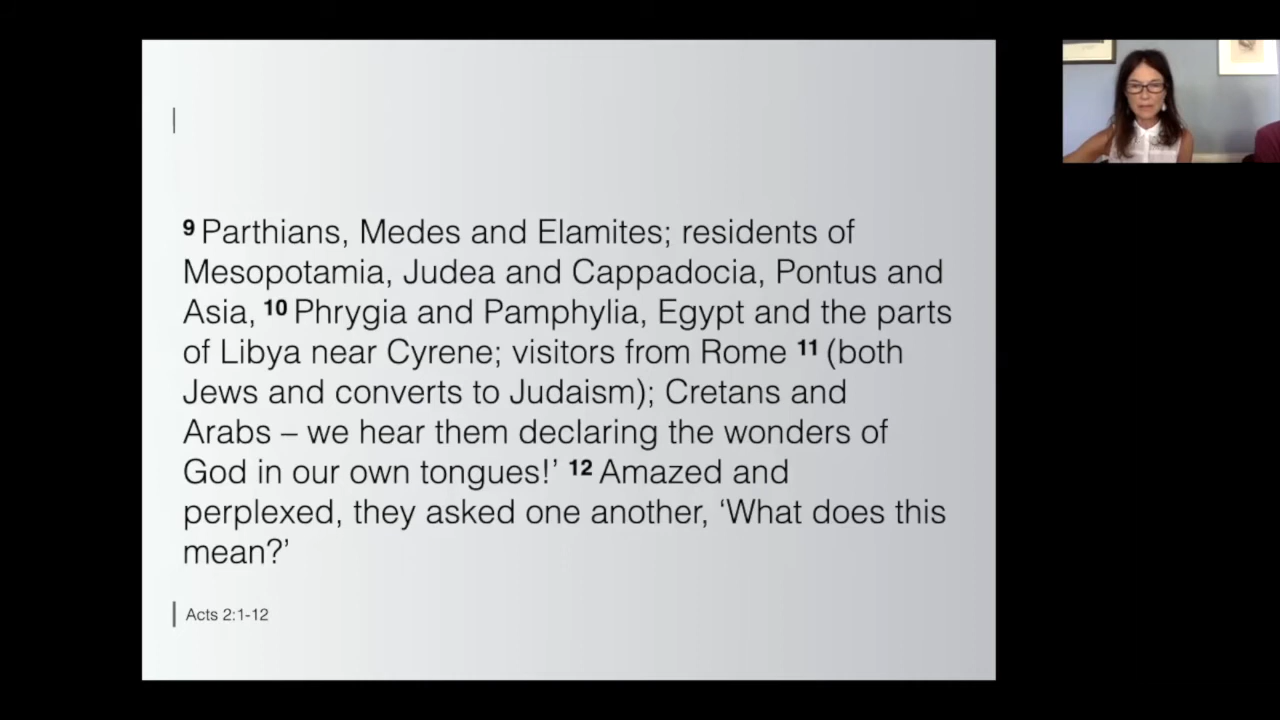 9 Parthians, Medes and Elamites; residents of
Mesopotamia, Judea and Cappadocia, Pontus and
Asia, 10 Phrygia and Pamphylia, Egypt and the parts
of Libya near Cyrene; visitors from Rome 11 (both
Jews and converts to Judaism); Cretans and
Arabs – we hear them declaring the wonders of
God in our own tongues!’ 12 Amazed and
perplexed, they asked one another, ‘What does this
mean?’
Acts 2:1-12